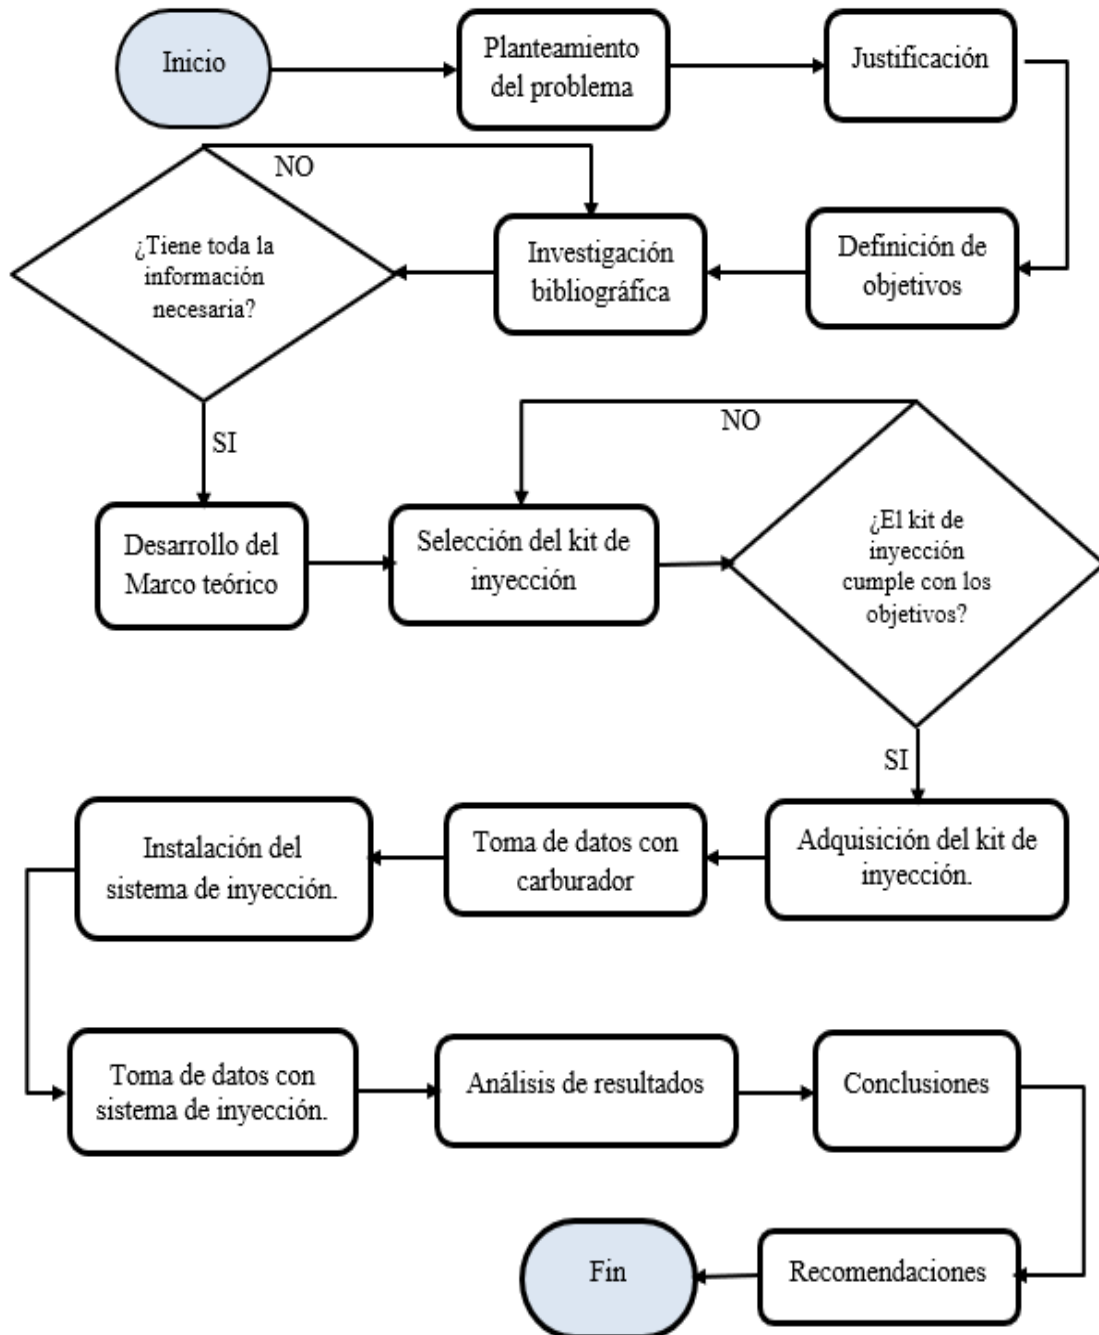 Inicio
Planteamiento
del problema
Justificación
Definición de
objetivos
Investigación
bibliográfica
NO
¿Tiene toda la
información
necesaria?
SI
Desarrollo del
Marco teórico
Selección del kit de
inyección
NO
¿El kit de
inyección
cumple con los
objetivos?
SI
Adquisición del kit de
inyección.
Toma de datos con
carburador
Instalación del
sistema de inyección.
Toma de datos con
sistema de inyección.
Análisis de resultados
Conclusiones
Recomendaciones
Fin